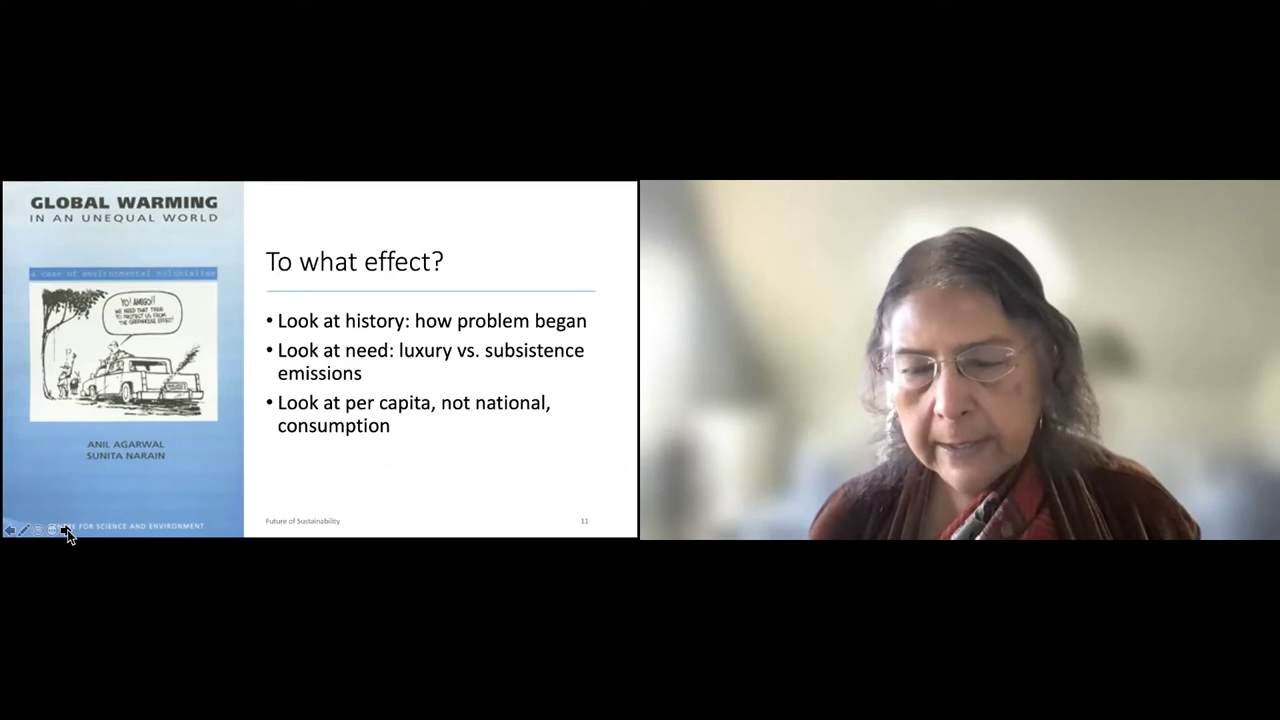 GLOBAL WARMING
IN AN UNEQUAL WORLD
a case of environmental colonialism
YO! AMIGO!!
WE NEED THAT TREE
TO PROTECT US FROM
THE GREENHOUSE EFFECT!
ANIL AGARWAL
SUNITA NARAIN
FOR SCIENCE AND ENVIRONMENT
To what effect?
• Look at history: how problem began
• Look at need: luxury vs. subsistence
emissions
• Look at per capita, not national,
consumption
Future of Sustainability
11